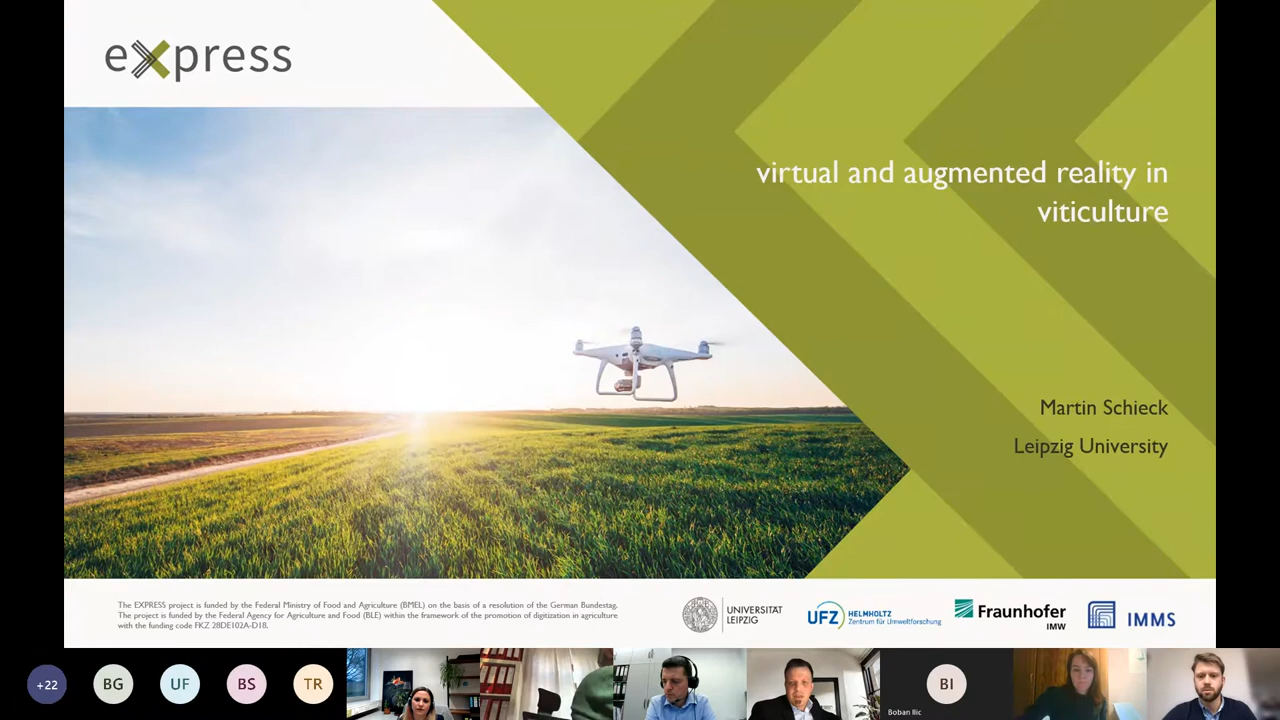 express
virtual and augmented reality in
viticulture
Martin Schieck
Leipzig University
The EXPRESS project is funded by the Federal Ministry of Food and Agriculture (BMEL) on the basis of a resolution of the German Bundestag.
The project is funded by the Federal Agency for Agriculture and Food (BLE) within the framework of the promotion of digitization in agriculture
with the funding code FKZ 28DE102A-D18.
UNIVERSITÄT
LEIPZIG
UFZ HELMHOLTZ
Zentrum für Umweltforschung
Fraunhofer
IMW
IMMS
+22 BG UF BS TR BI
Boban Ilic